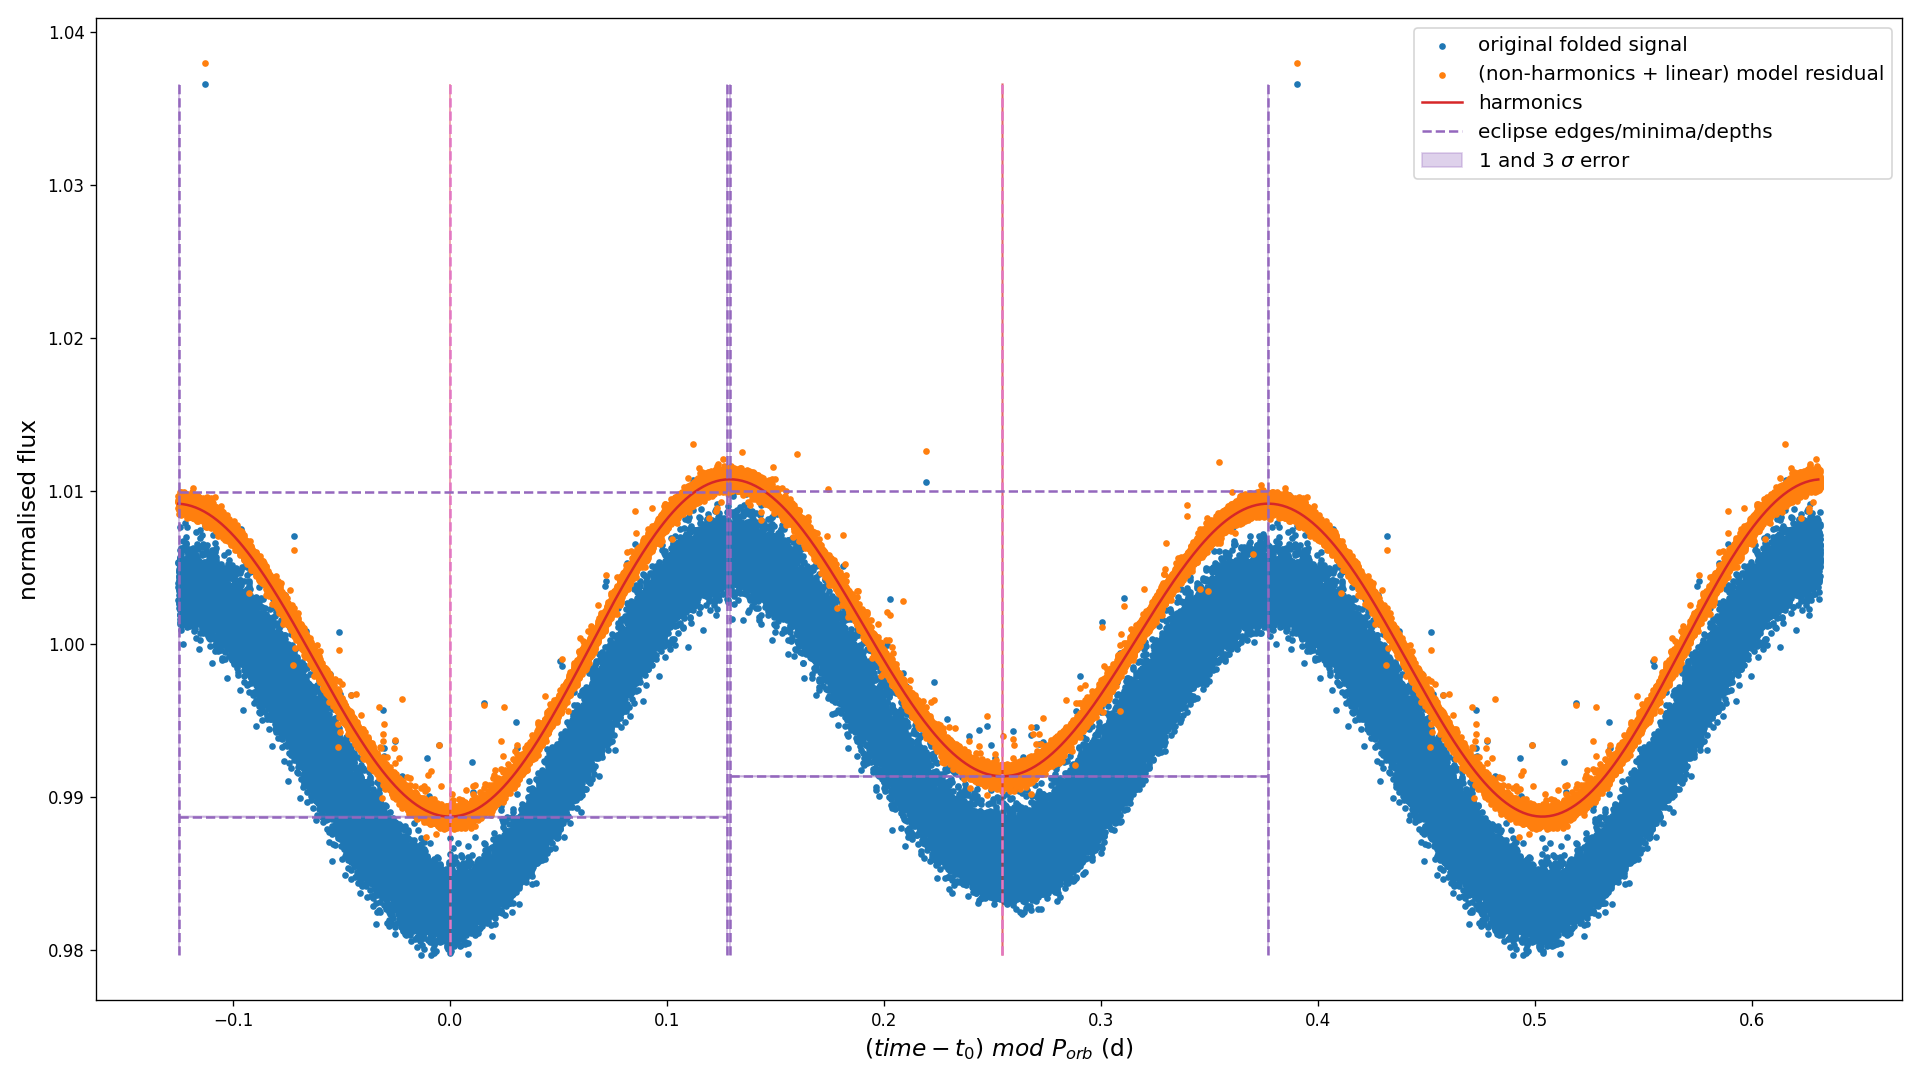 1.04
1.03
1.02
1.01
1.00
0.99
0.98
normalised flux
original folded signal
(non-harmonics + linear) model residual
harmonics
eclipse edges/minima/depths
1 and 3 σ error
−0.1 0.0 0.1 0.2 0.3 0.4 0.5 0.6
(time − t₀) mod P_orb (d)